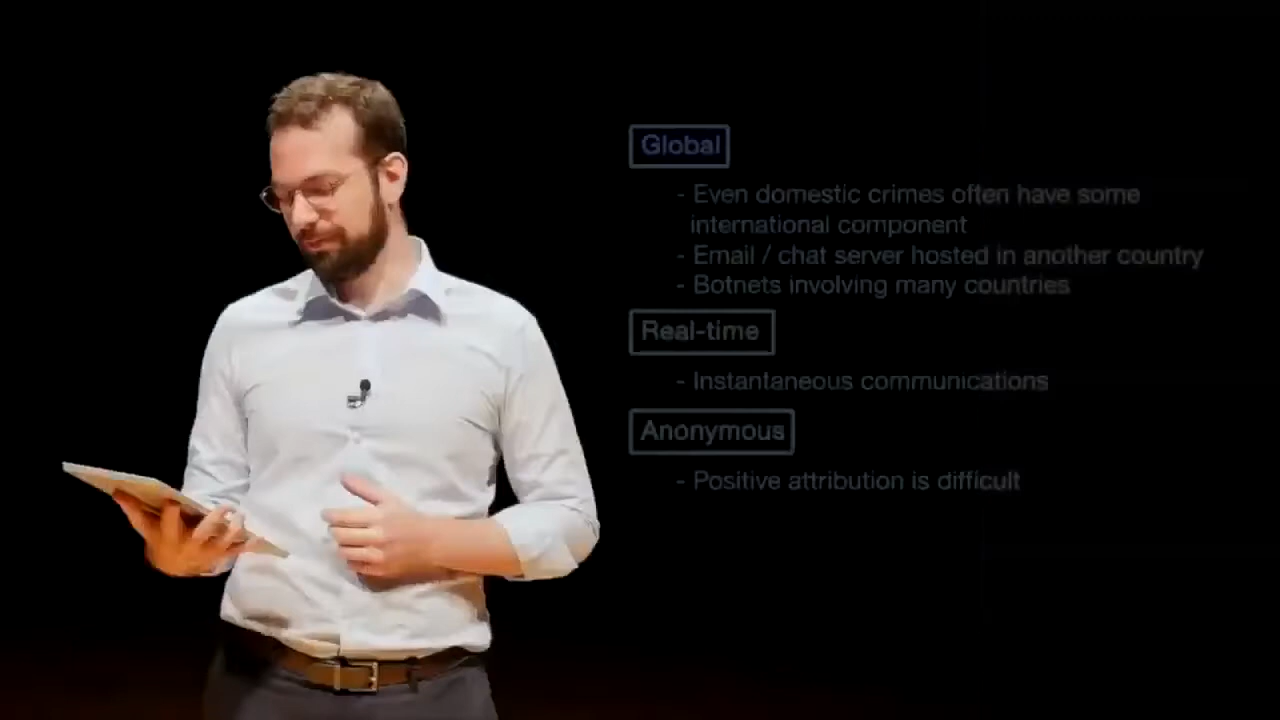 Global
- Even domestic crimes often have some
international component
- Email / chat server hosted in another country
- Botnets involving many countries
Real-time
- Instantaneous communications
Anonymous
- Positive attribution is difficult